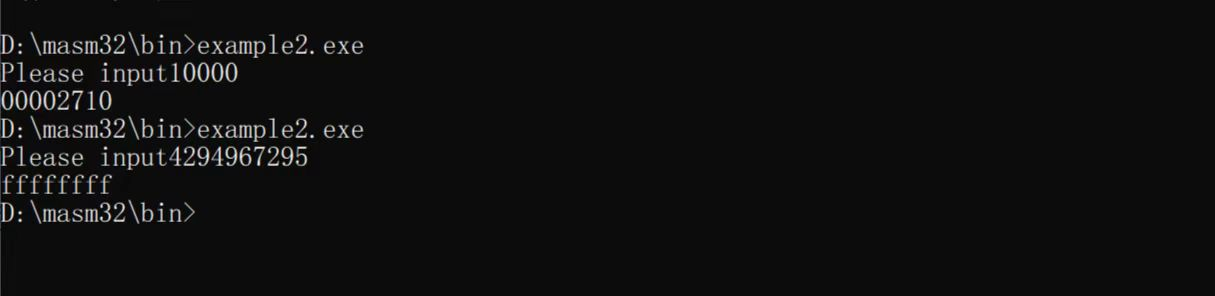 D:\masm32\bin>example2.exe
Please input10000
00002710
D:\masm32\bin>example2.exe
Please input4294967295
ffffffff
D:\masm32\bin>